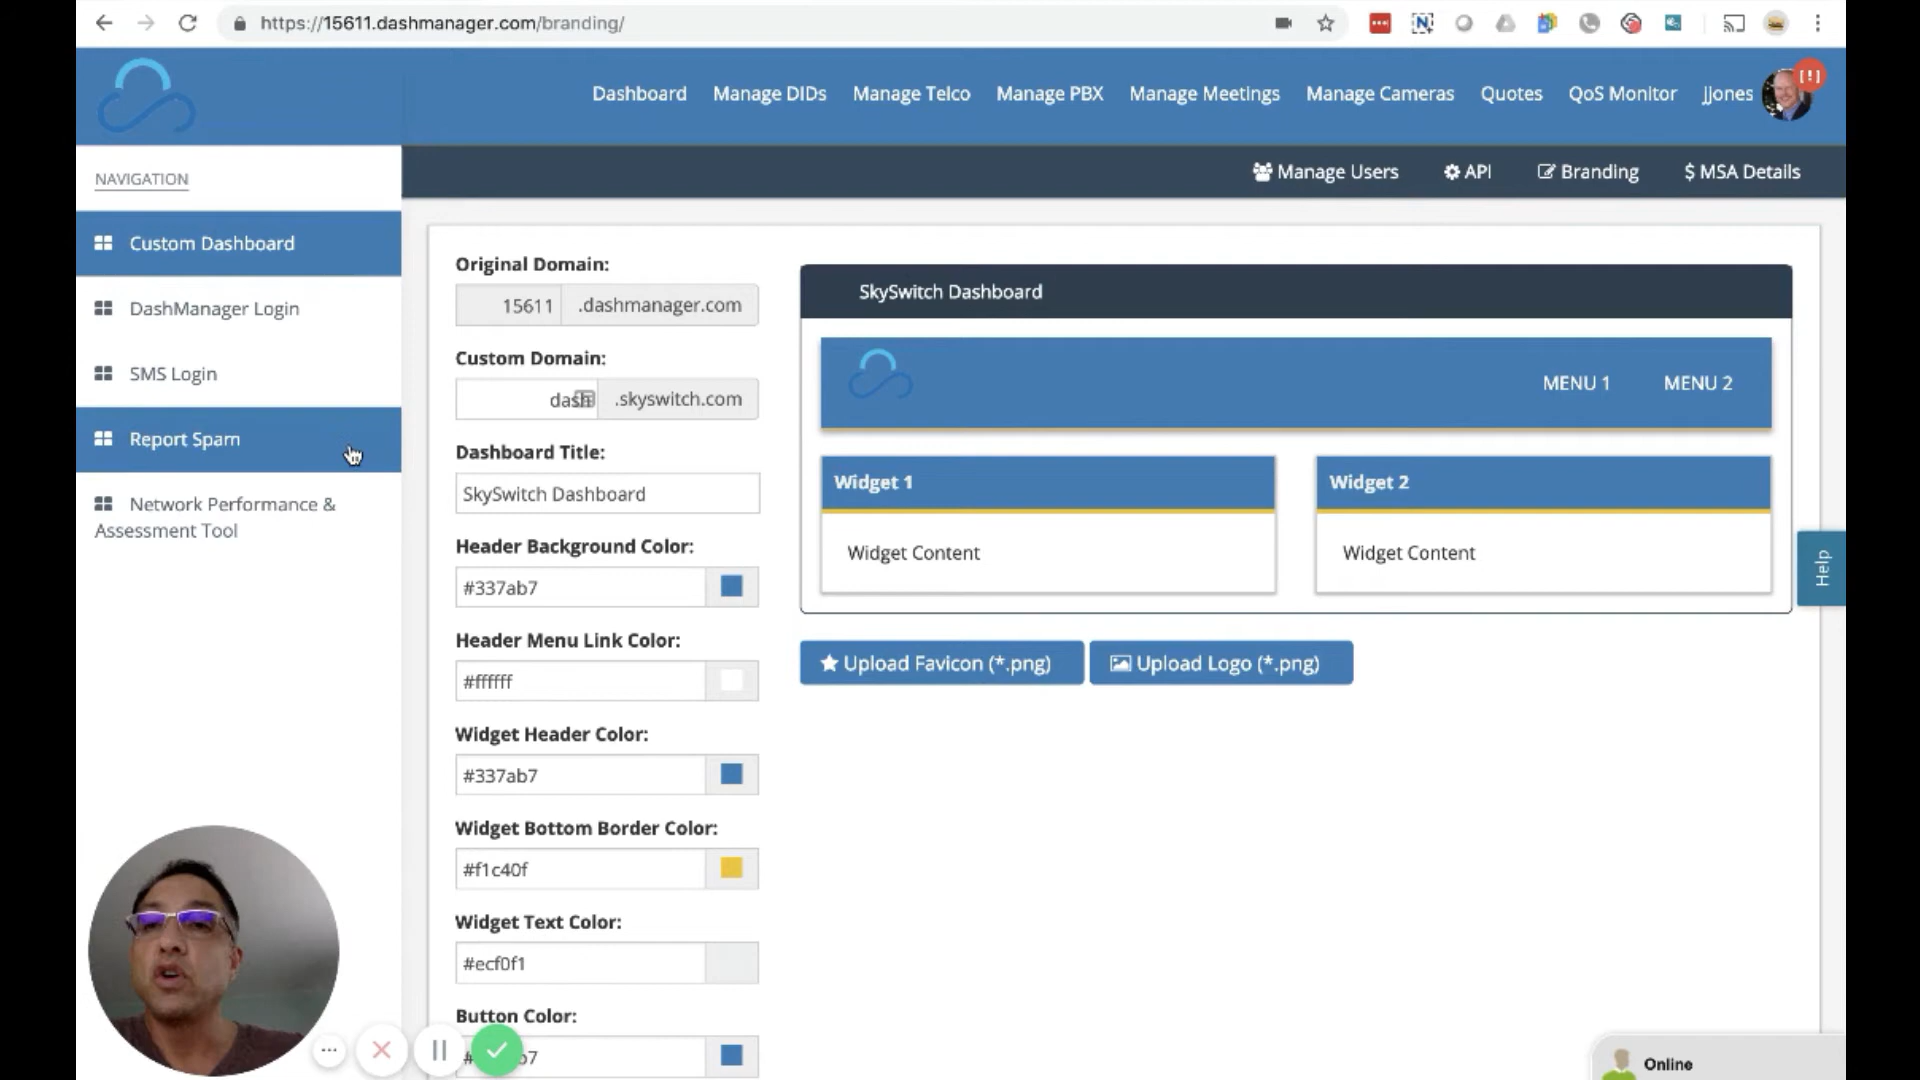 https://15611.dashmanager.com/branding/
Dashboard Manage DIDs Manage Telco Manage PBX Manage Meetings Manage Cameras Quotes QoS Monitor JJones [!]
NAVIGATION
Manage Users API Branding $ MSA Details
Custom Dashboard
DashManager Login
SMS Login
Report Spam
Network Performance &
Assessment Tool
Original Domain:
15611 .dashmanager.com
Custom Domain:
dash .skyswitch.com
Dashboard Title:
SkySwitch Dashboard
Header Background Color:
#337ab7
Header Menu Link Color:
#ffffff
Widget Header Color:
#337ab7
Widget Bottom Border Color:
#f1c40f
Widget Text Color:
#ecf0f1
Button Color:
SkySwitch Dashboard
MENU 1 MENU 2
Widget 1
Widget Content
Widget 2
Widget Content
Upload Favicon (*.png) Upload Logo (*.png)
Help
Online